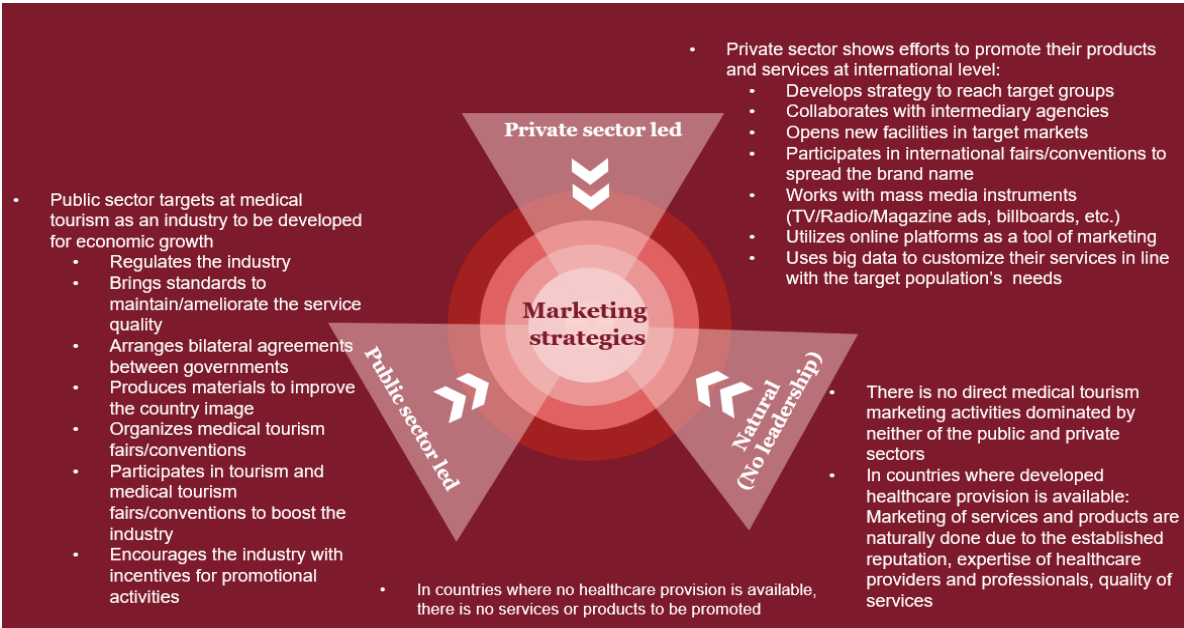 • Private sector shows efforts to promote their products
and services at international level:
• Develops strategy to reach target groups
• Collaborates with intermediary agencies
• Opens new facilities in target markets
• Participates in international fairs/conventions to
spread the brand name
• Works with mass media instruments
(TV/Radio/Magazine ads, billboards, etc.)
• Utilizes online platforms as a tool of marketing
• Uses big data to customize their services in line
with the target population’s needs
Private sector led
• Public sector targets at medical
tourism as an industry to be developed
for economic growth
• Regulates the industry
• Brings standards to
maintain/ameliorate the service
quality
• Arranges bilateral agreements
between governments
• Produces materials to improve
the country image
• Organizes medical tourism
fairs/conventions
• Participates in tourism and
medical tourism
fairs/conventions to boost the
industry
• Encourages the industry with
incentives for promotional
activities
Marketing
strategies
Public sector led
Natural
(No leadership)
• There is no direct medical tourism
marketing activities dominated by
neither of the public and private
sectors
• In countries where developed
healthcare provision is available:
Marketing of services and products are
naturally done due to the established
reputation, expertise of healthcare
providers and professionals, quality of
services
• In countries where no healthcare provision is available,
there is no services or products to be promoted